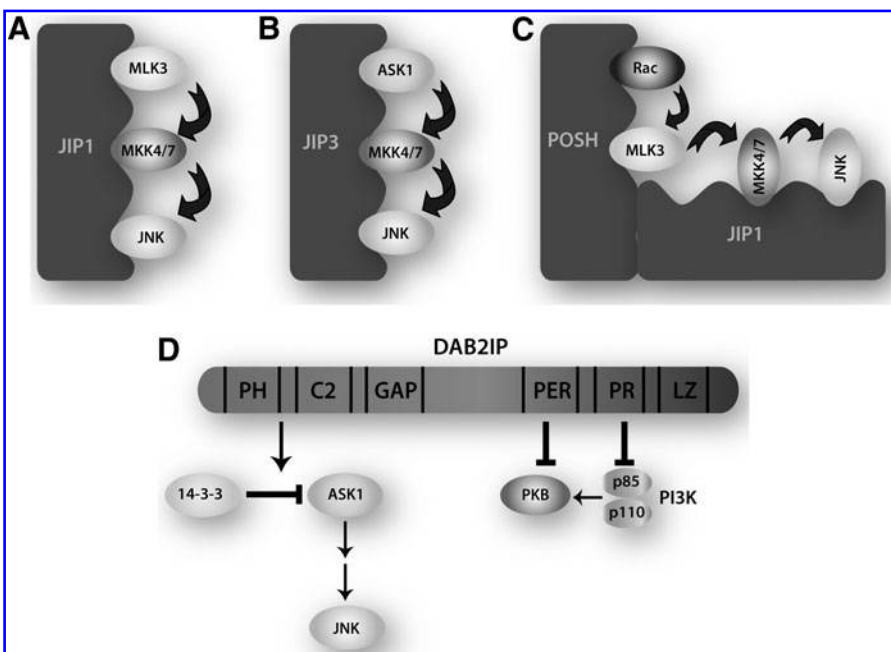 A
JIP1
MLK3
MKK4/7
JNK
B
JIP3
ASK1
MKK4/7
JNK
C
POSH
Rac
MLK3
MKK4/7
JNK
JIP1
D
DAB2IP
PH C2 GAP PER PR LZ
14-3-3 ASK1
JNK
PKB
p85
p110
PI3K